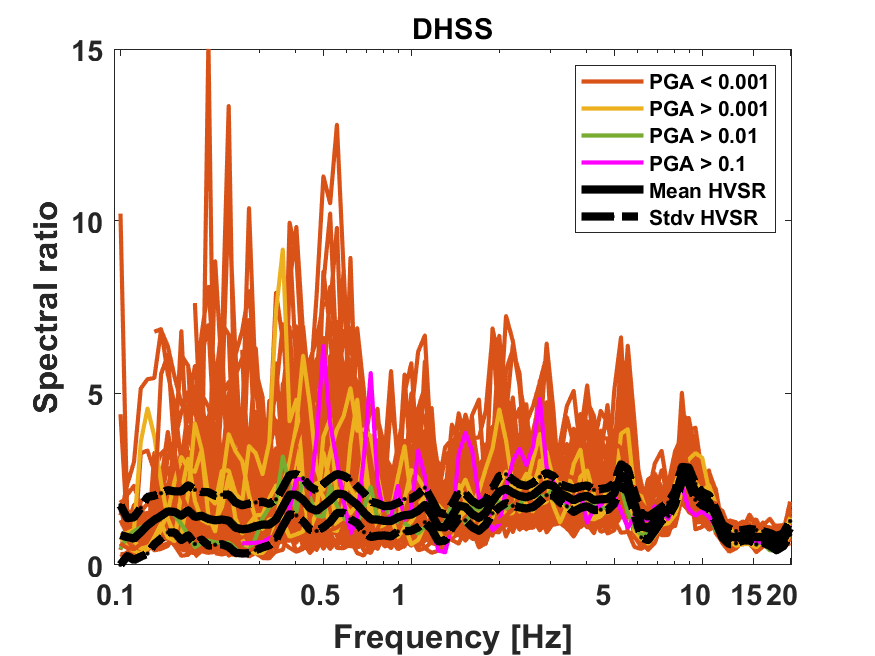 DHSS
15
10
5
0
Spectral ratio
PGA < 0.001
PGA > 0.001
PGA > 0.01
PGA > 0.1
Mean HVSR
Stdv HVSR
0.1 0.5 1 5 10 15 20
Frequency [Hz]